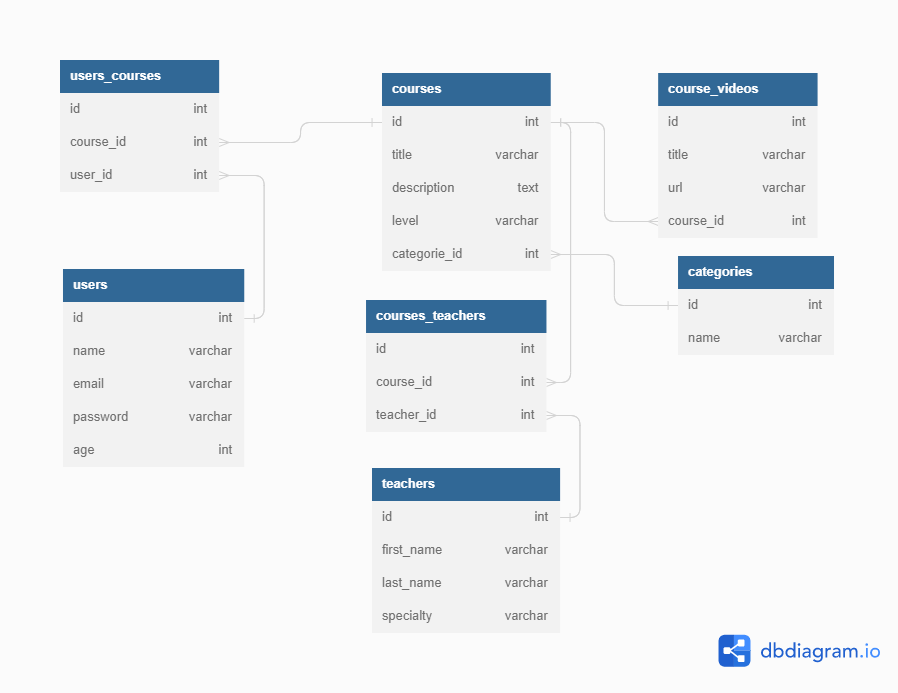 users_courses
id int
course_id int
user_id int
users
id int
name varchar
email varchar
password varchar
age int
courses
id int
title varchar
description text
level varchar
categorie_id int
courses_teachers
id int
course_id int
teacher_id int
teachers
id int
first_name varchar
last_name varchar
specialty varchar
course_videos
id int
title varchar
url varchar
course_id int
categories
id int
name varchar
dbdiagram.io